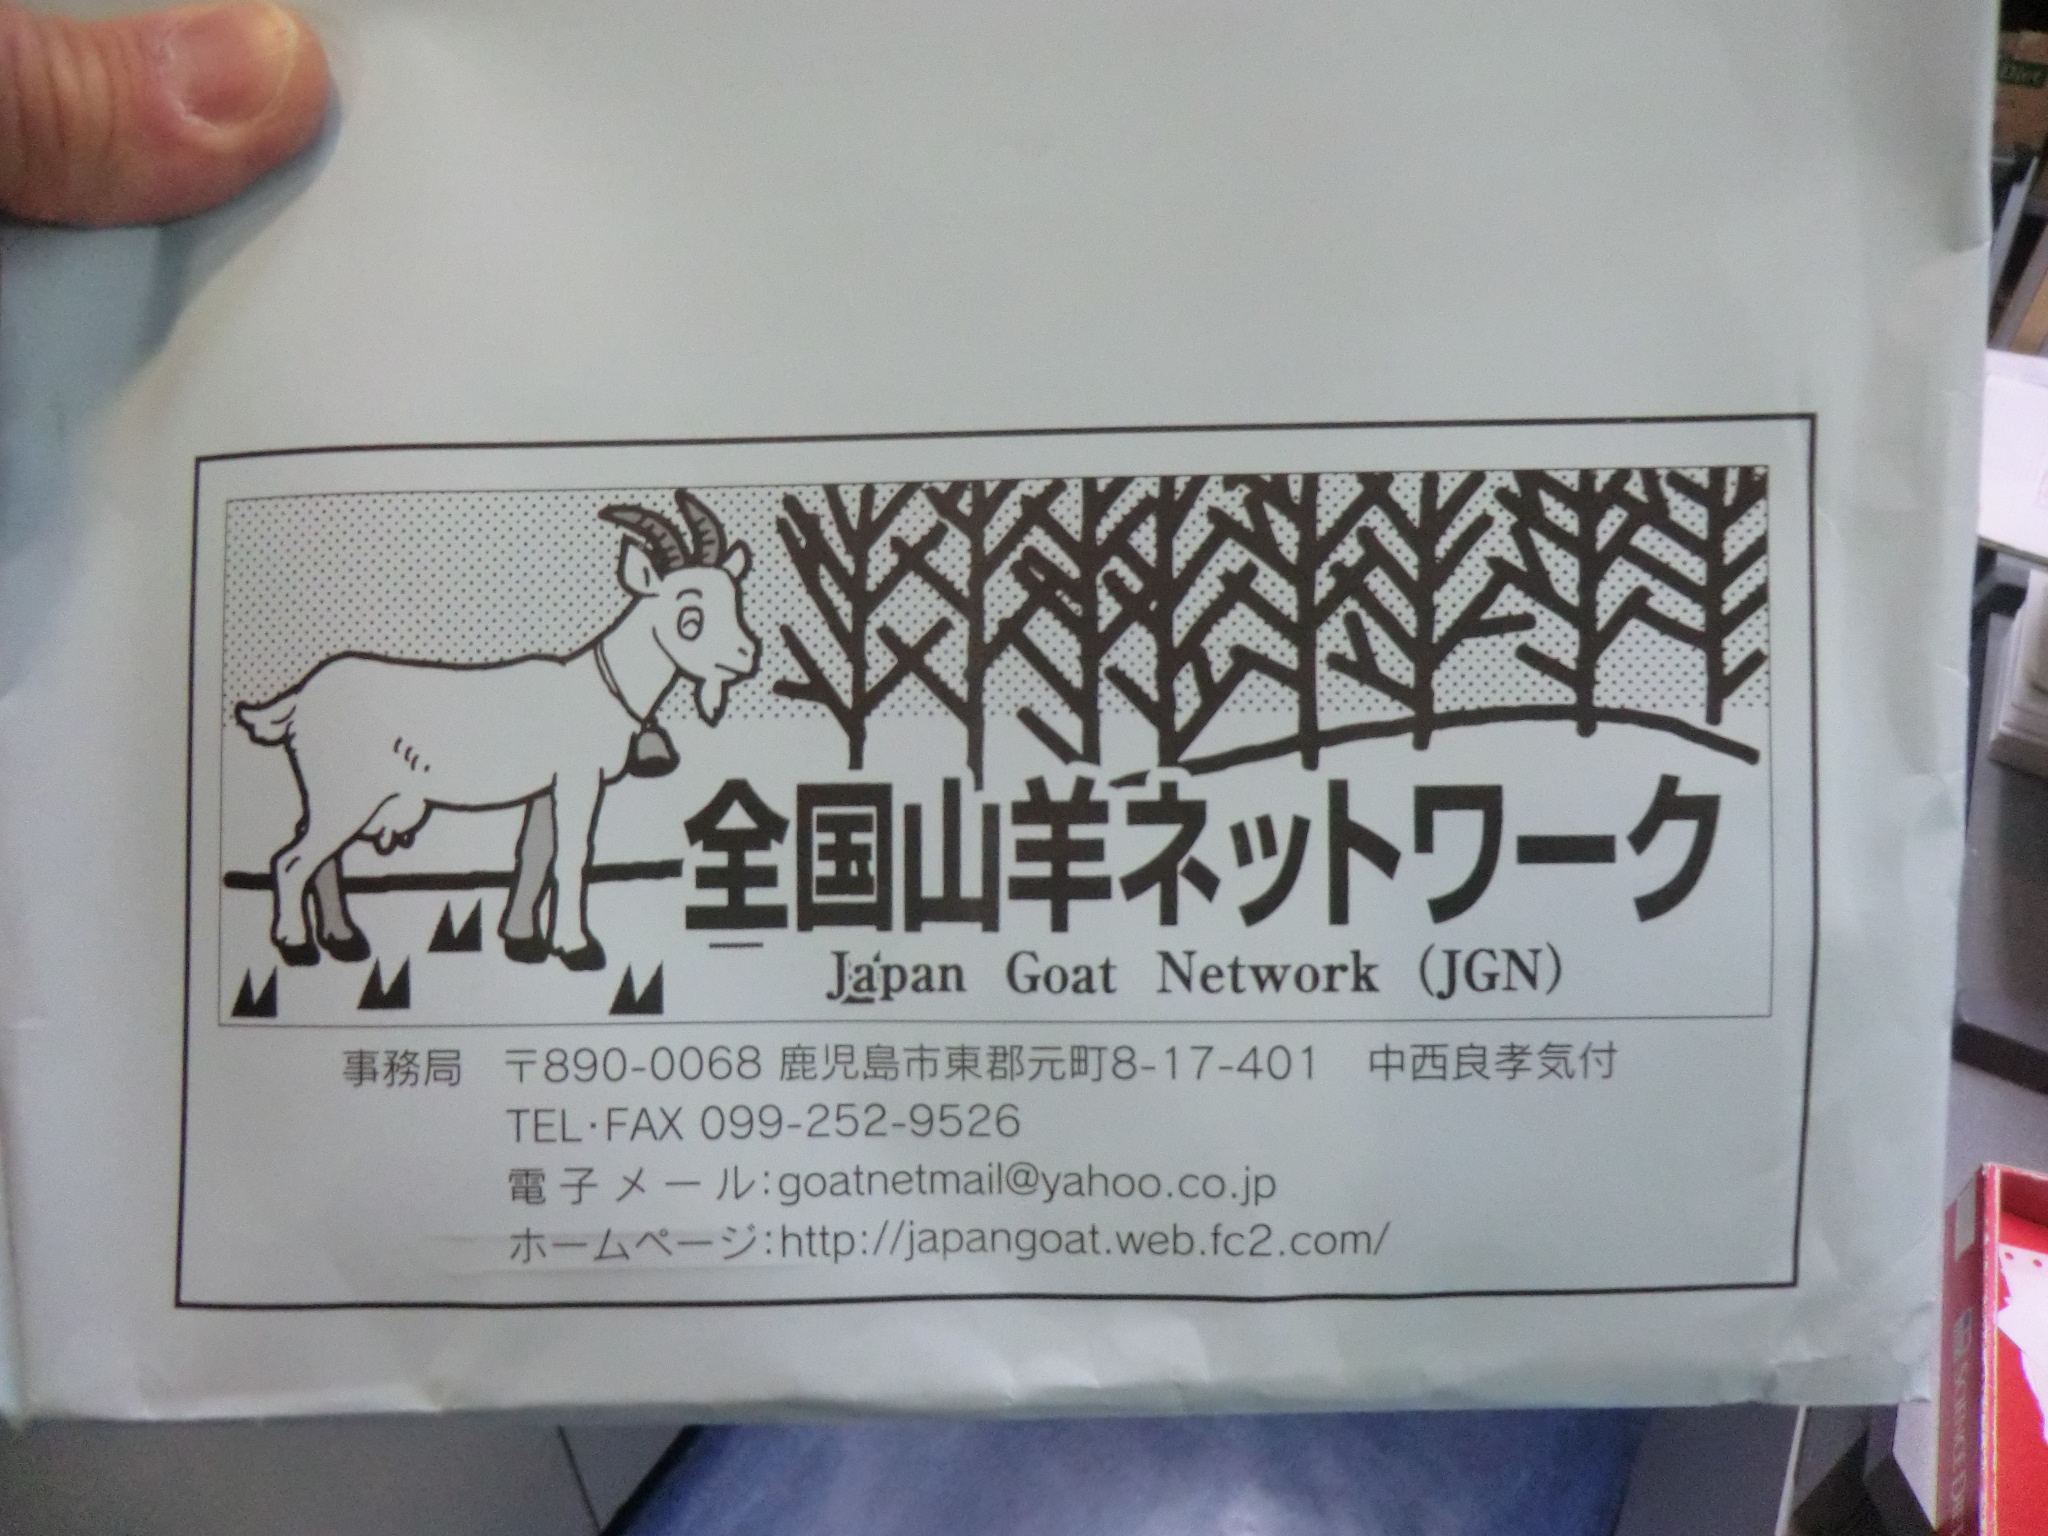 全国山羊ネットワーク
Japan Goat Network (JGN)
事務局 〒890-0068 鹿児島市東郡元町8-17-401 中西良孝気付
TEL・FAX 099-252-9526
電子メール:goatnetmail@yahoo.co.jp
ホームページ:http://japangoat.web.fc2.com/